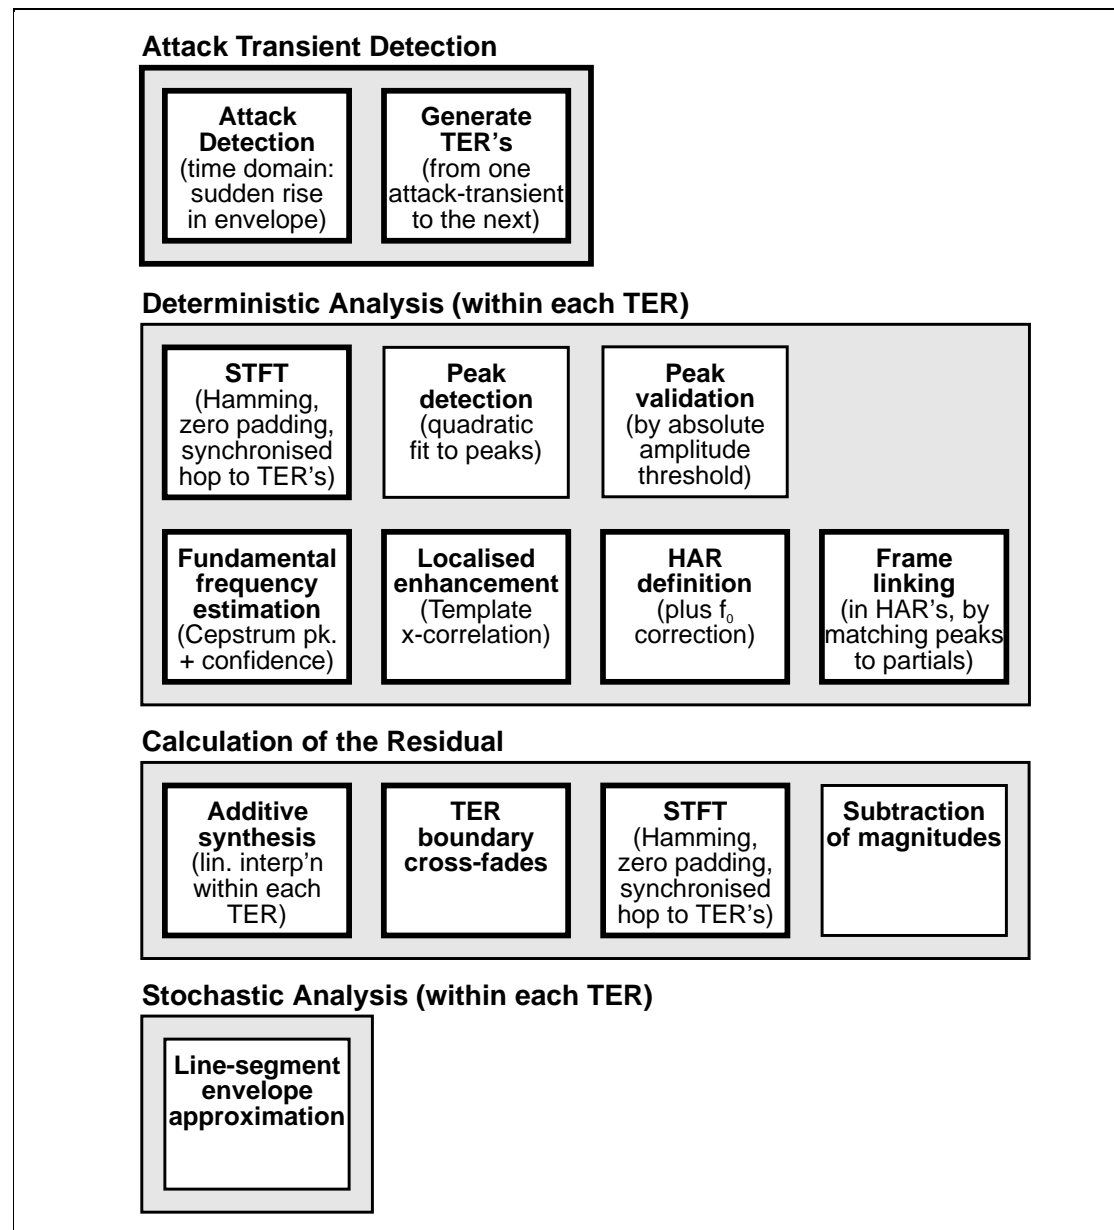 Attack Transient Detection
Attack
Detection
(time domain:
sudden rise
in envelope)
Generate
TER's
(from one
attack-transient
to the next)
Deterministic Analysis (within each TER)
STFT
(Hamming,
zero padding,
synchronised
hop to TER's)
Peak
detection
(quadratic
fit to peaks)
Peak
validation
(by absolute
amplitude
threshold)
Fundamental
frequency
estimation
(Cepstrum pk.
+ confidence)
Localised
enhancement
(Template
x-correlation)
HAR
definition
(plus f₀
correction)
Frame
linking
(in HAR's, by
matching peaks
to partials)
Calculation of the Residual
Additive
synthesis
(lin. interp'n
within each
TER)
TER
boundary
cross-fades
STFT
(Hamming,
zero padding,
synchronised
hop to TER's)
Subtraction
of magnitudes
Stochastic Analysis (within each TER)
Line-segment
envelope
approximation